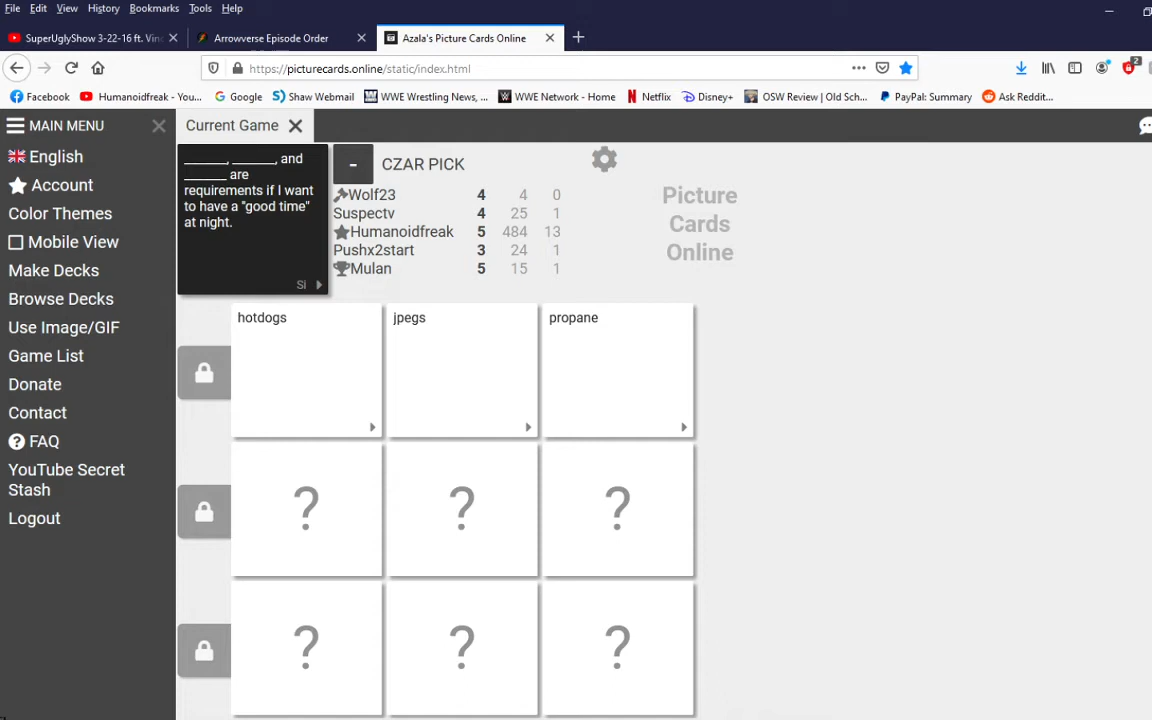 File Edit View History Bookmarks Tools Help
SuperUglyShow 3-22-16 ft. Vinc
Arrowverse Episode Order
Azala's Picture Cards Online
https://picturecards.online/static/index.html
2
Facebook
Humanoidfreak - You...
Google
Shaw Webmail
WWE Wrestling News, ...
WWE Network - Home
Netflix
Disney+
OSW Review | Old Sch...
PayPal: Summary
Ask Reddit...
MAIN MENU
Current Game
English
Account
Color Themes
Mobile View
Make Decks
Browse Decks
Use Image/GIF
Game List
Donate
Contact
? FAQ
YouTube Secret
Stash
Logout
______, ______, and
______ are
requirements if I want
to have a "good time"
at night.
Si
- CZAR PICK
Wolf23 4 4 0
Suspectv 4 25 1
Humanoidfreak 5 484 13
Pushx2start 3 24 1
Mulan 5 15 1
Picture
Cards
Online
hotdogs
jpegs
propane
? ? ?
? ? ?